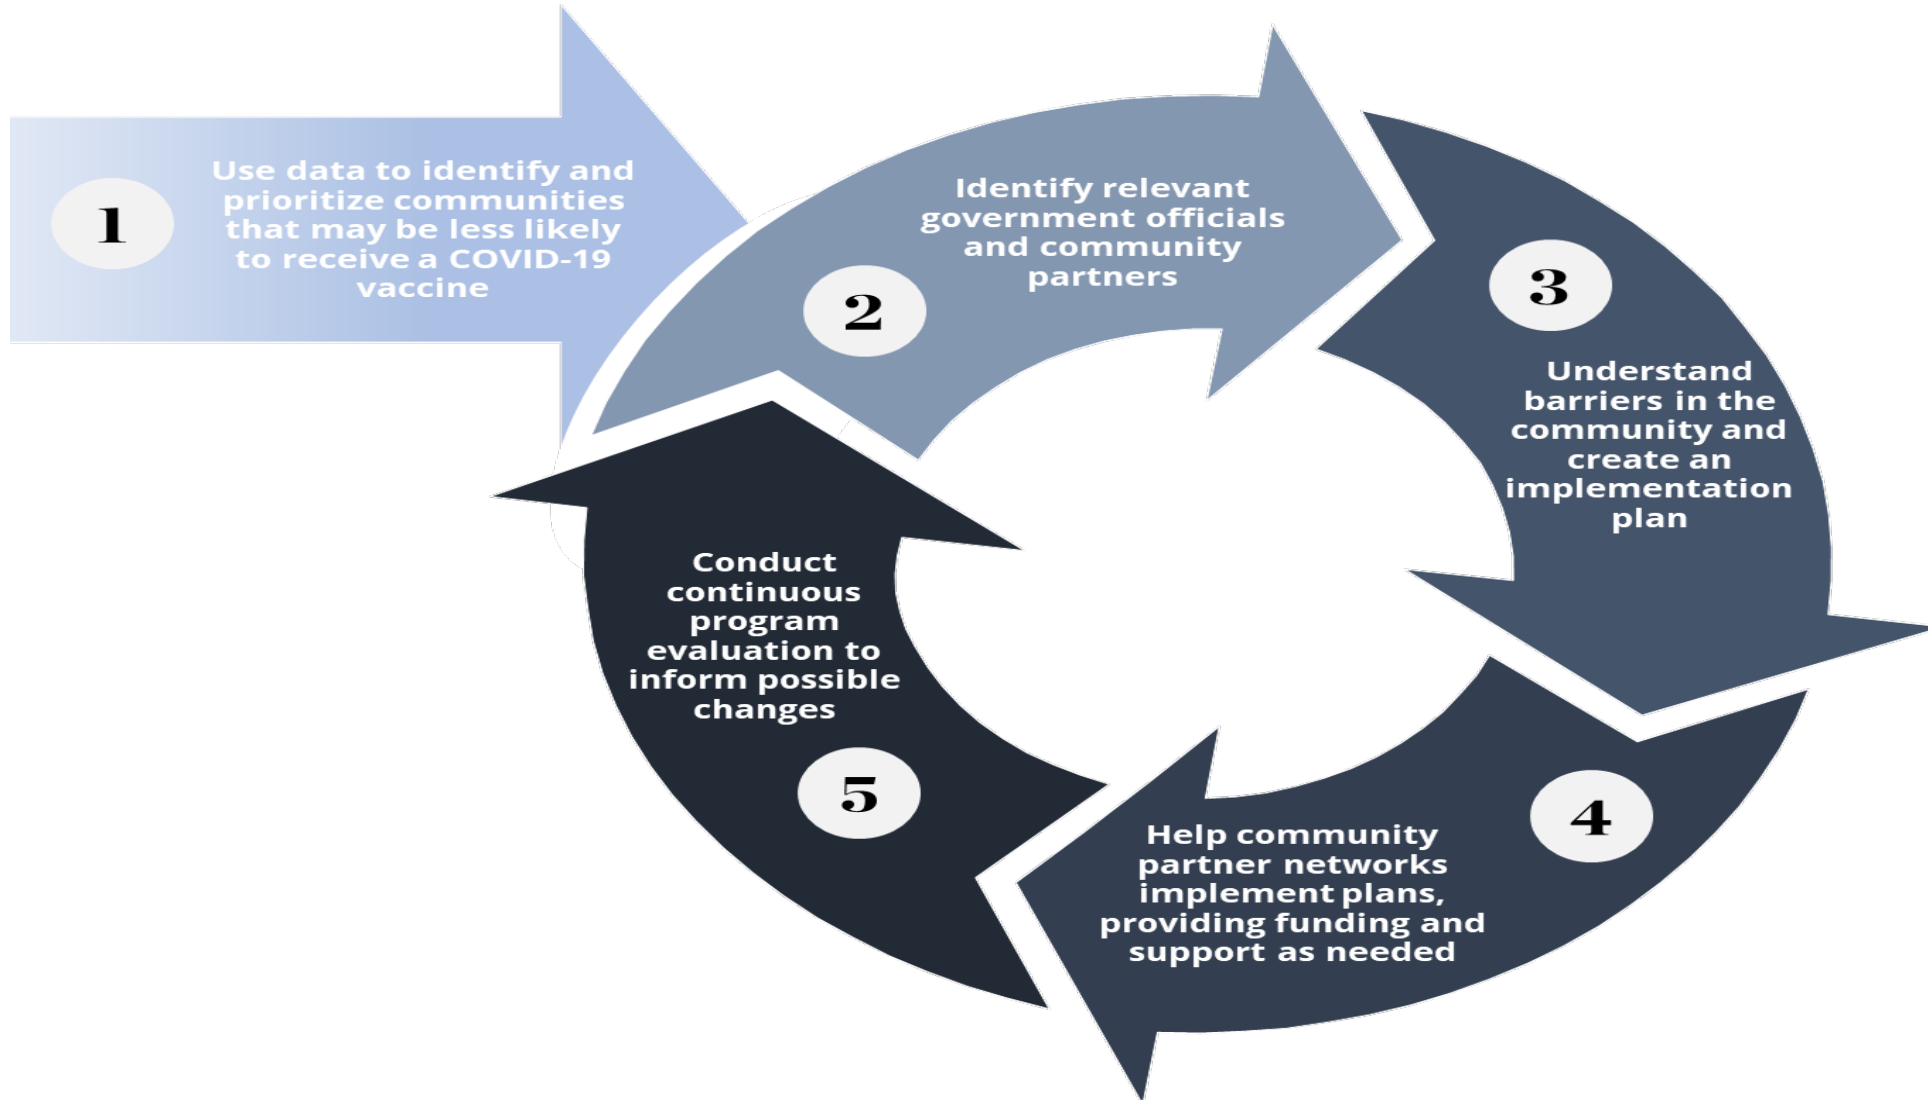 1
Use data to identify and
prioritize communities
that may be less likely
to receive a COVID-19
vaccine
2
Identify relevant
government officials
and community
partners
3
Understand
barriers in the
community and
create an
implementation
plan
4
Help community
partner networks
implement plans,
providing funding and
support as needed
5
Conduct
continuous
program
evaluation to
inform possible
changes